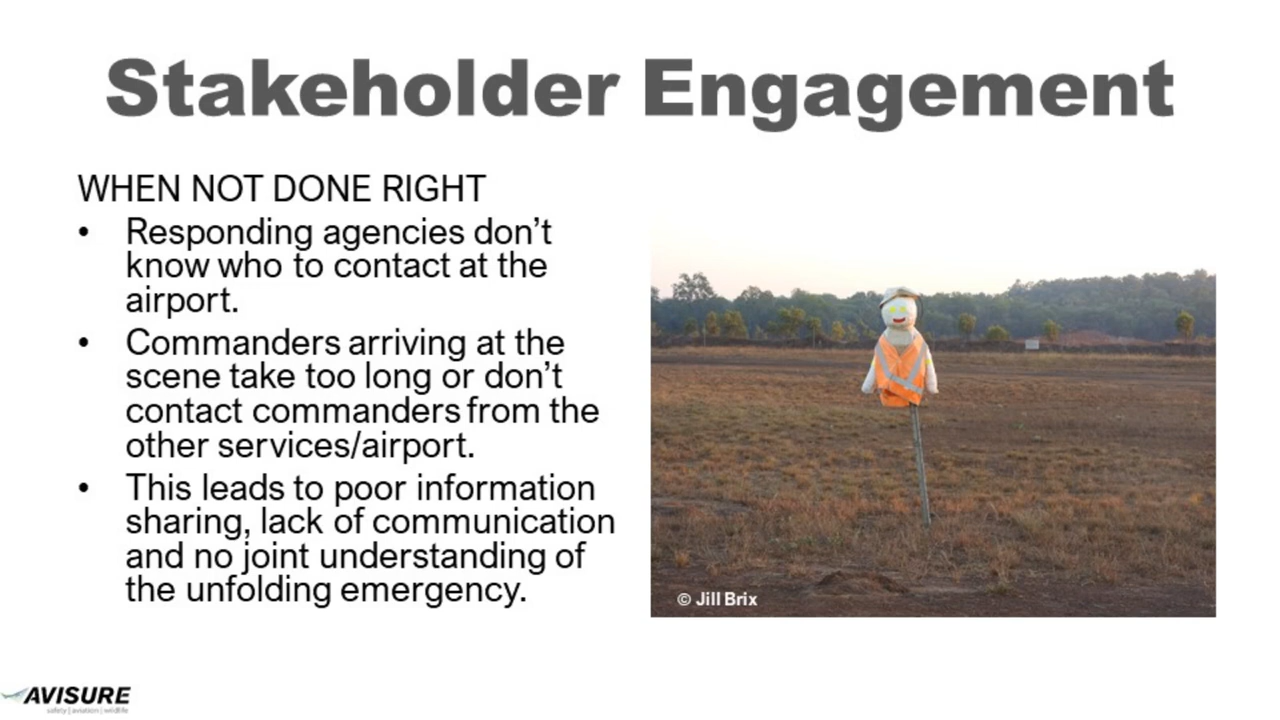 Stakeholder Engagement
WHEN NOT DONE RIGHT
• Responding agencies don’t
know who to contact at the
airport.
• Commanders arriving at the
scene take too long or don’t
contact commanders from the
other services/airport.
• This leads to poor information
sharing, lack of communication
and no joint understanding of
the unfolding emergency.
© Jill Brix
AVISURE
safety | aviation | wildlife